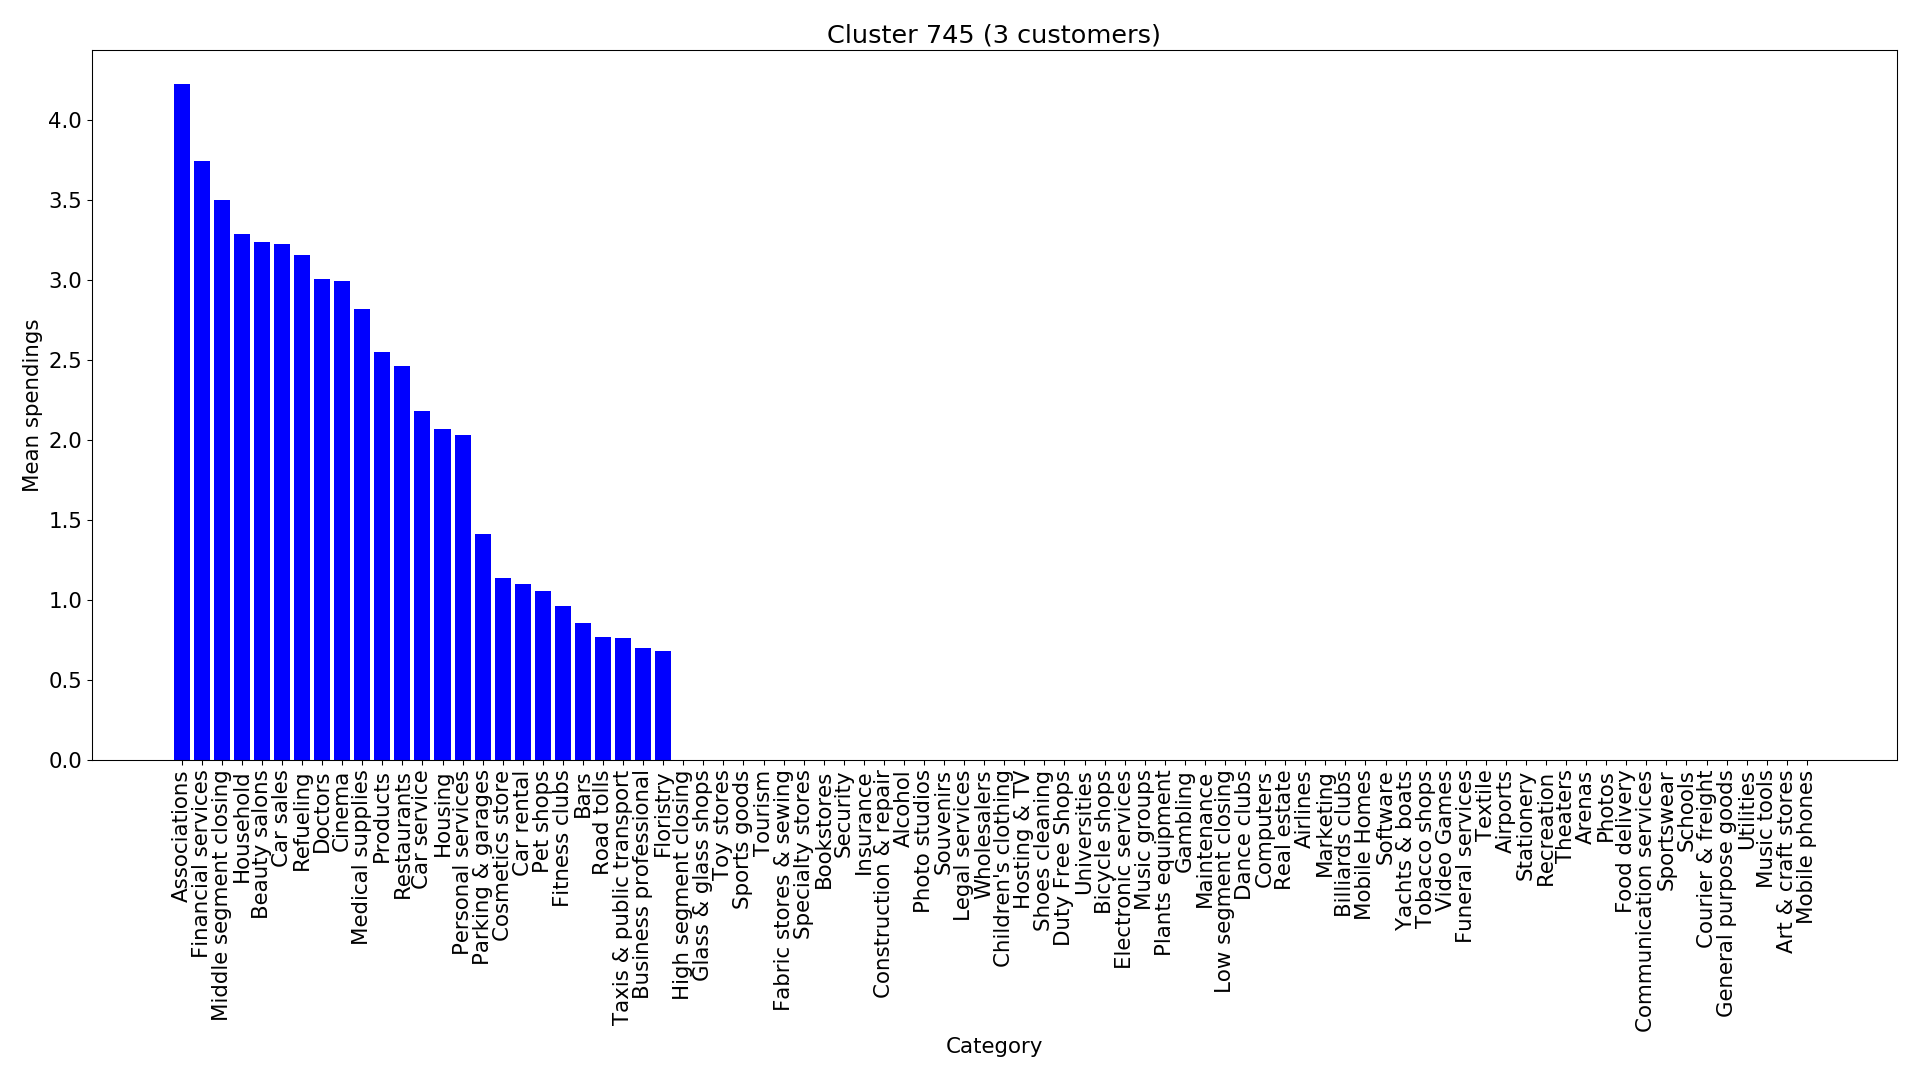 Cluster 745 (3 customers)
4.0
3.5
3.0
2.5
2.0
1.5
1.0
0.5
0.0
Mean spendings
Associations
Financial services
Middle segment closing
Household
Beauty salons
Car sales
Refueling
Doctors
Cinema
Medical supplies
Products
Restaurants
Car service
Housing
Personal services
Parking & garages
Cosmetics store
Car rental
Pet shops
Fitness clubs
Bars
Road tolls
Taxis & public transport
Business professional
Floristry
High segment closing
Glass & glass shops
Toy stores
Sports goods
Tourism
Fabric stores & sewing
Specialty stores
Bookstores
Security
Insurance
Construction & repair
Alcohol
Photo studios
Souvenirs
Legal services
Wholesalers
Children's clothing
Hosting & TV
Shoes cleaning
Duty Free Shops
Universities
Bicycle shops
Electronic services
Music groups
Plants equipment
Gambling
Maintenance
Low segment closing
Dance clubs
Computers
Real estate
Airlines
Marketing
Billiards clubs
Mobile Homes
Software
Yachts & boats
Tobacco shops
Video Games
Funeral services
Textile
Airports
Stationery
Recreation
Theaters
Arenas
Photos
Food delivery
Communication services
Sportswear
Schools
Courier & freight
General purpose goods
Utilities
Music tools
Art & craft stores
Mobile phones
Category